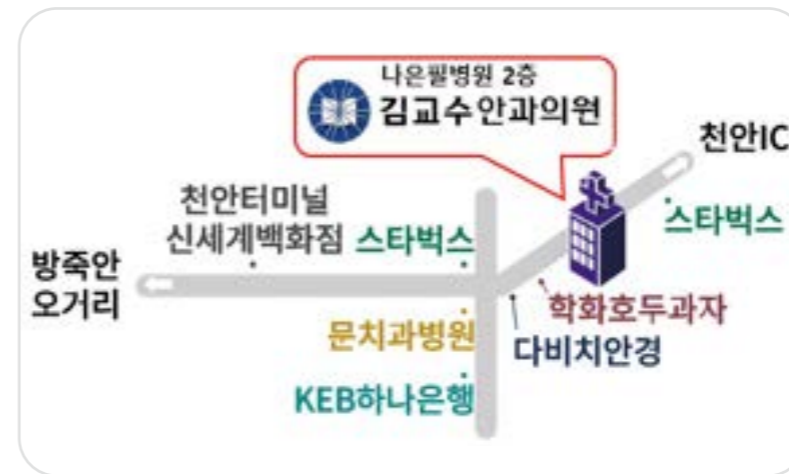 나은필병원 2층
김교수안과의원
천안IC
천안터미널
신세계백화점
스타벅스
스타벅스
방죽안
오거리
학화호두과자
문치과병원
다비치안경
KEB하나은행